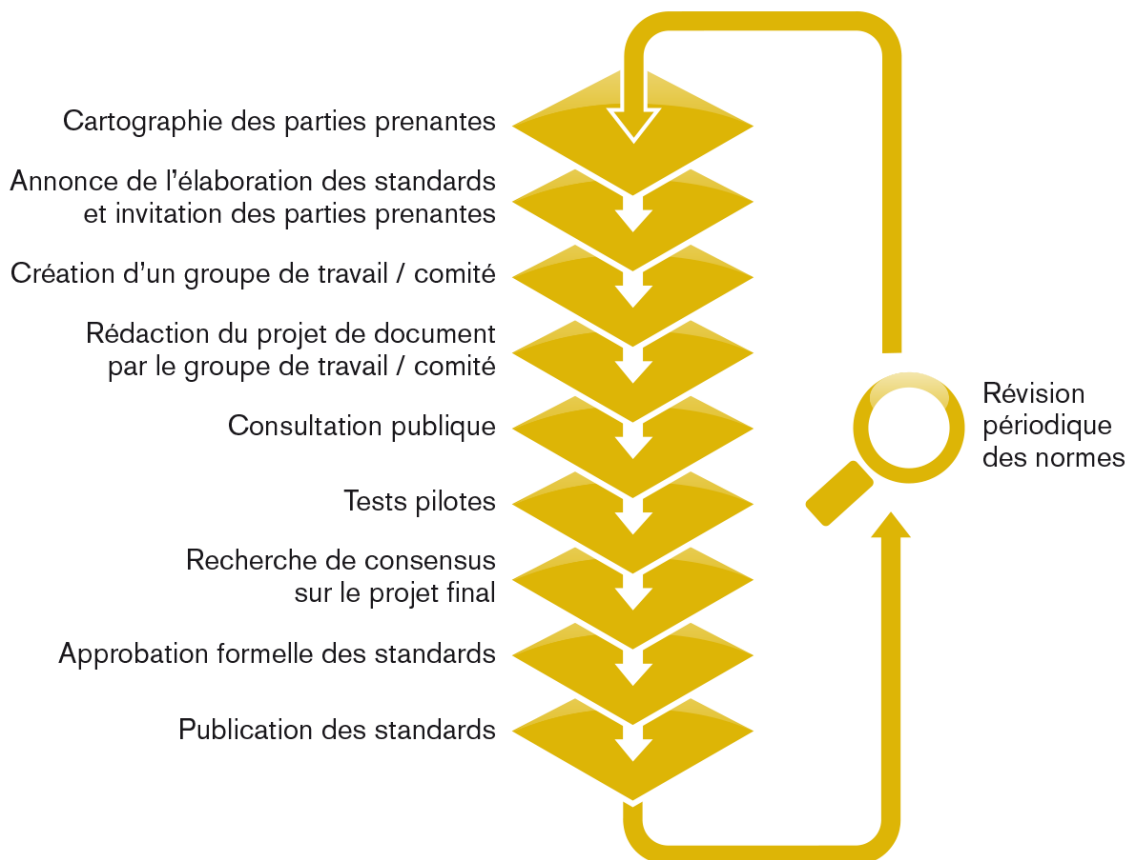 Cartographie des parties prenantes
Annonce de l’élaboration des standards
et invitation des parties prenantes
Création d’un groupe de travail / comité
Rédaction du projet de document
par le groupe de travail / comité
Consultation publique
Tests pilotes
Recherche de consensus
sur le projet final
Approbation formelle des standards
Publication des standards
Révision
périodique
des normes